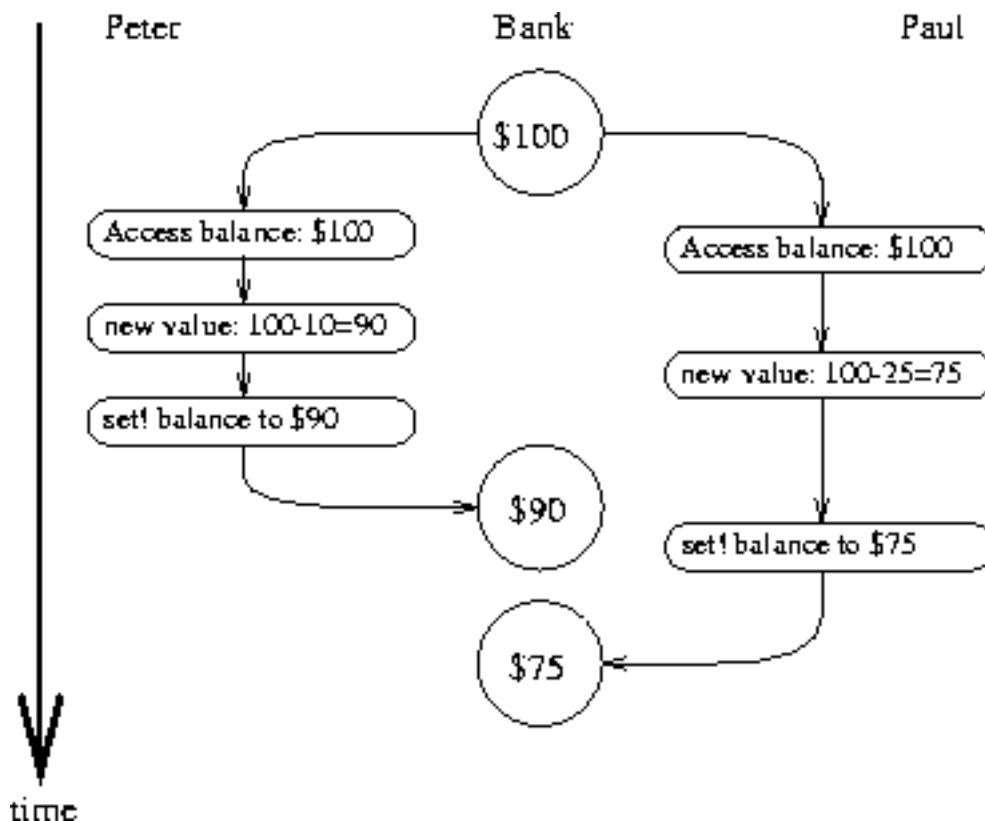 Peter
Bank
Paul
$100
Access balance: $100
Access balance: $100
new value: 100-10=90
new value: 100-25=75
set! balance to $90
$90
set! balance to $75
$75
time